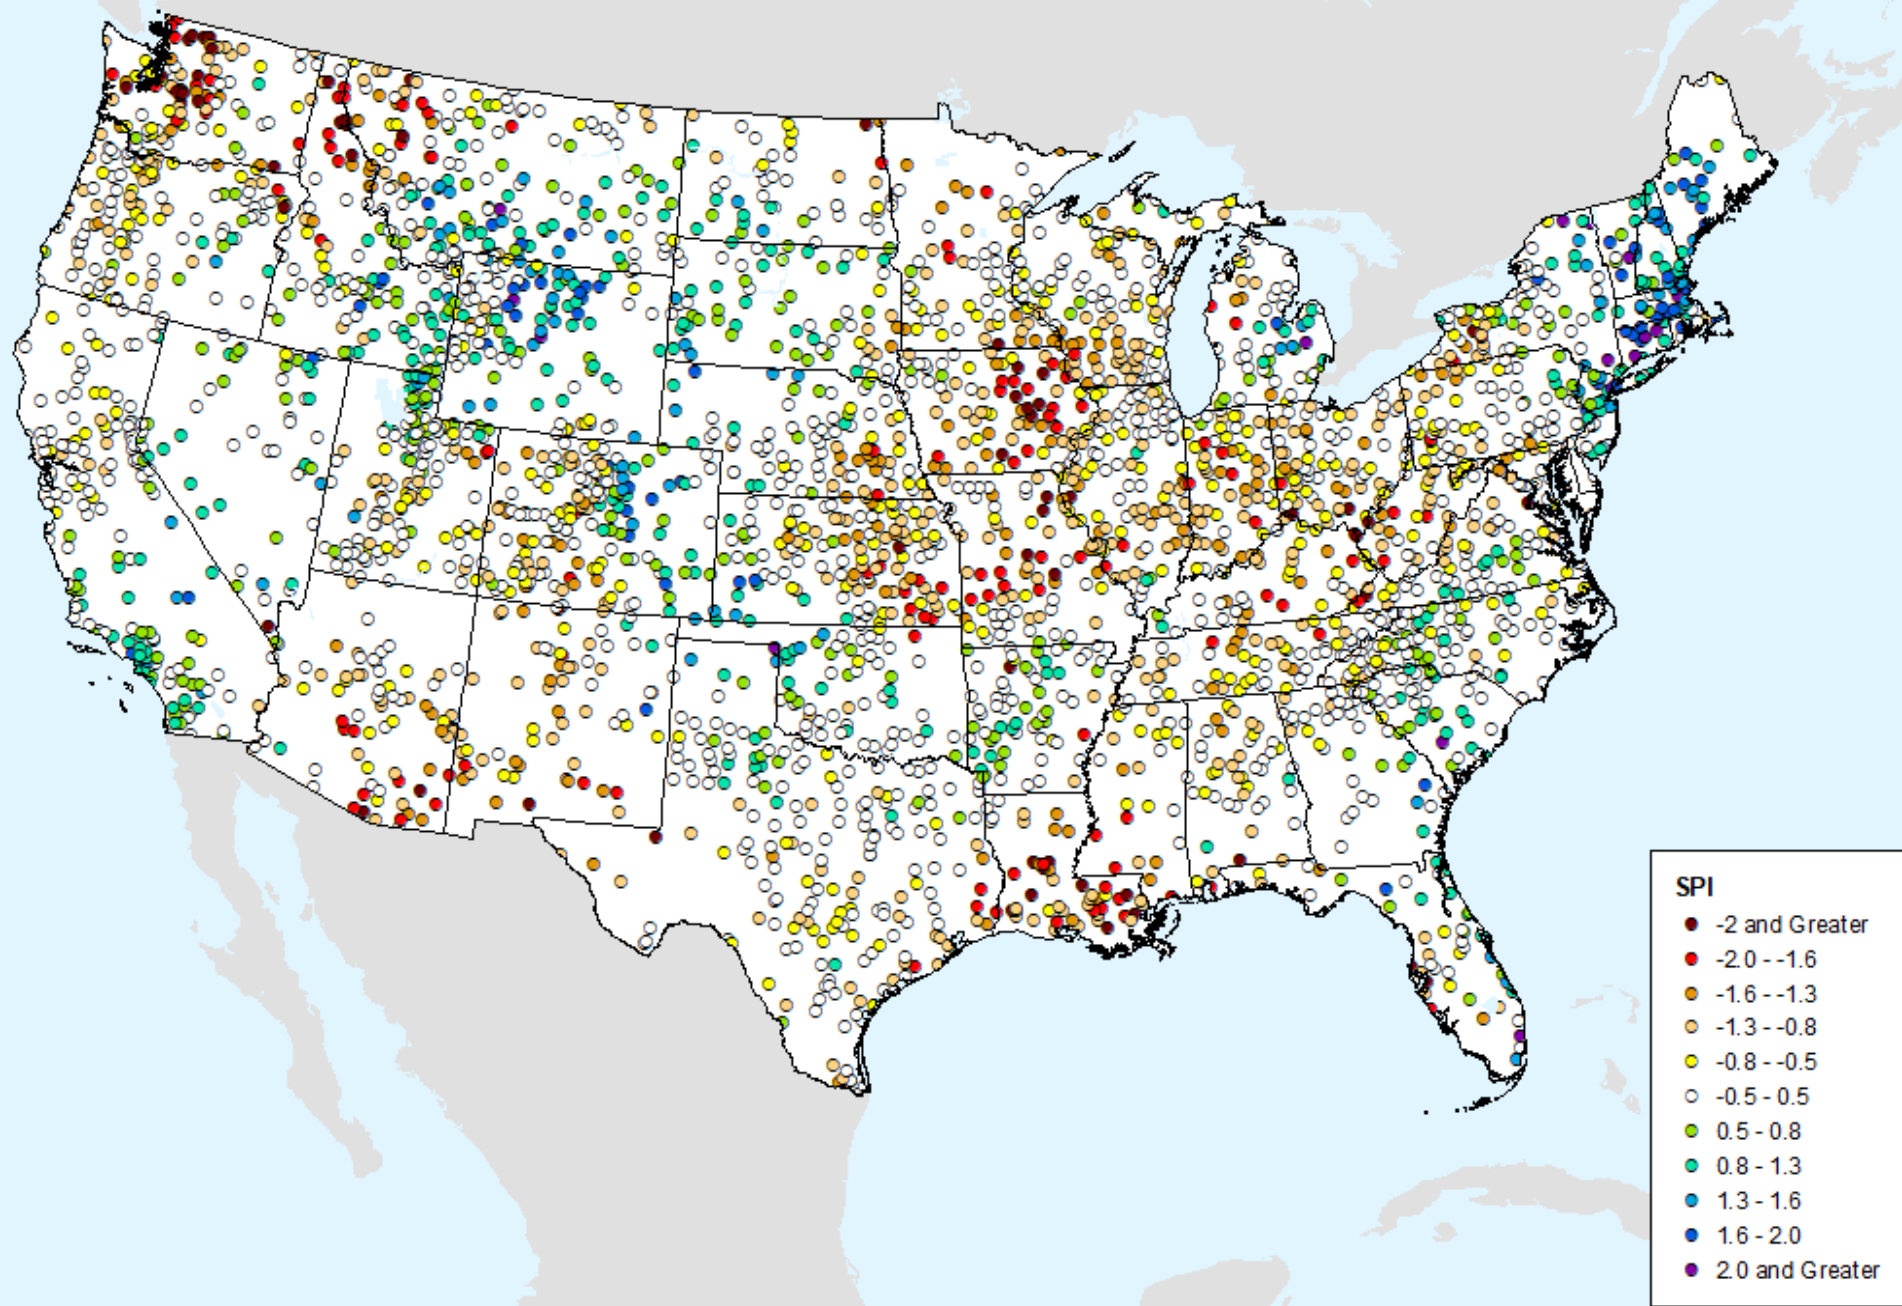 SPI
-2 and Greater
-2.0 - -1.6
-1.6 - -1.3
-1.3 - -0.8
-0.8 - -0.5
-0.5 - 0.5
0.5 - 0.8
0.8 - 1.3
1.3 - 1.6
1.6 - 2.0
2.0 and Greater